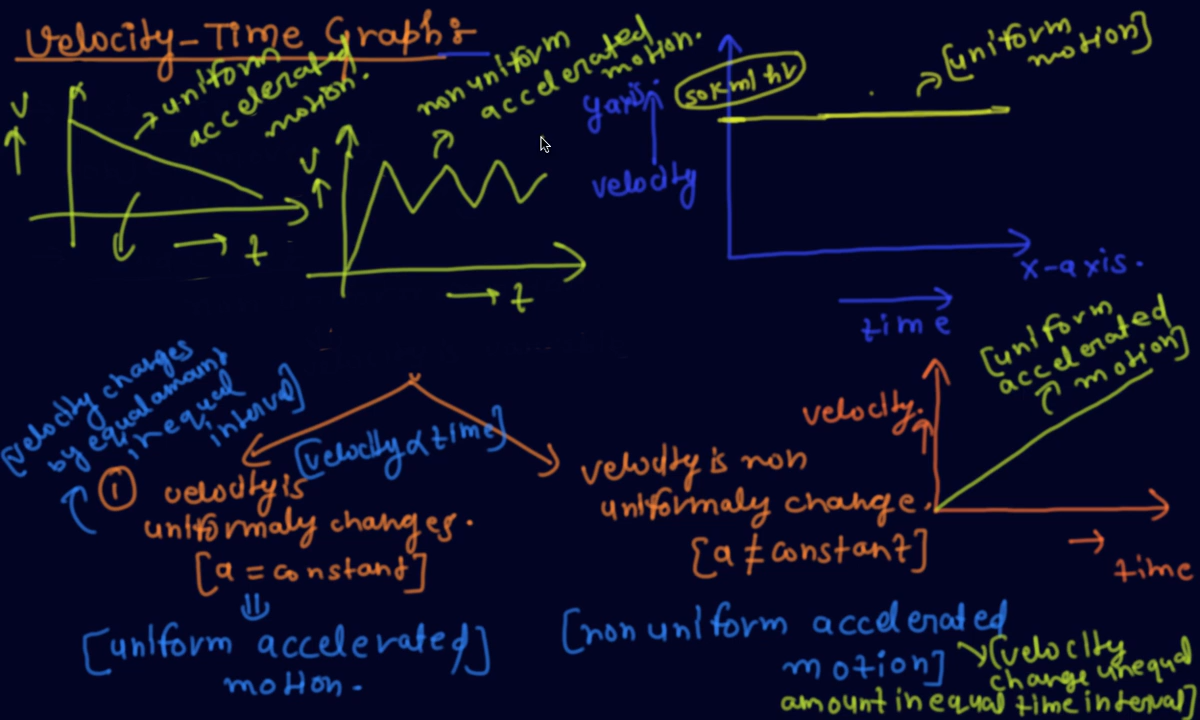 Velocity-Time Graphs
V
uniform
accelerated
motion.
t
non uniform
accelerated
motion.
V
t
y axis.
velocity
50km/hr
[uniform
motion]
x-axis.
time
[velocity changes
by equal amount
in equal
interval]
[velocity α time]
① velocity is
uniformaly changes.
[a = constant]
⇓
[uniform accelerated]
motion.
velocity is non
uniformaly change.
[a ≠ constant]
[non uniform accelerated
motion]
[velocity
change unequal
amount in equal time interval]
velocity.
[uniform
accelerated
motion]
time